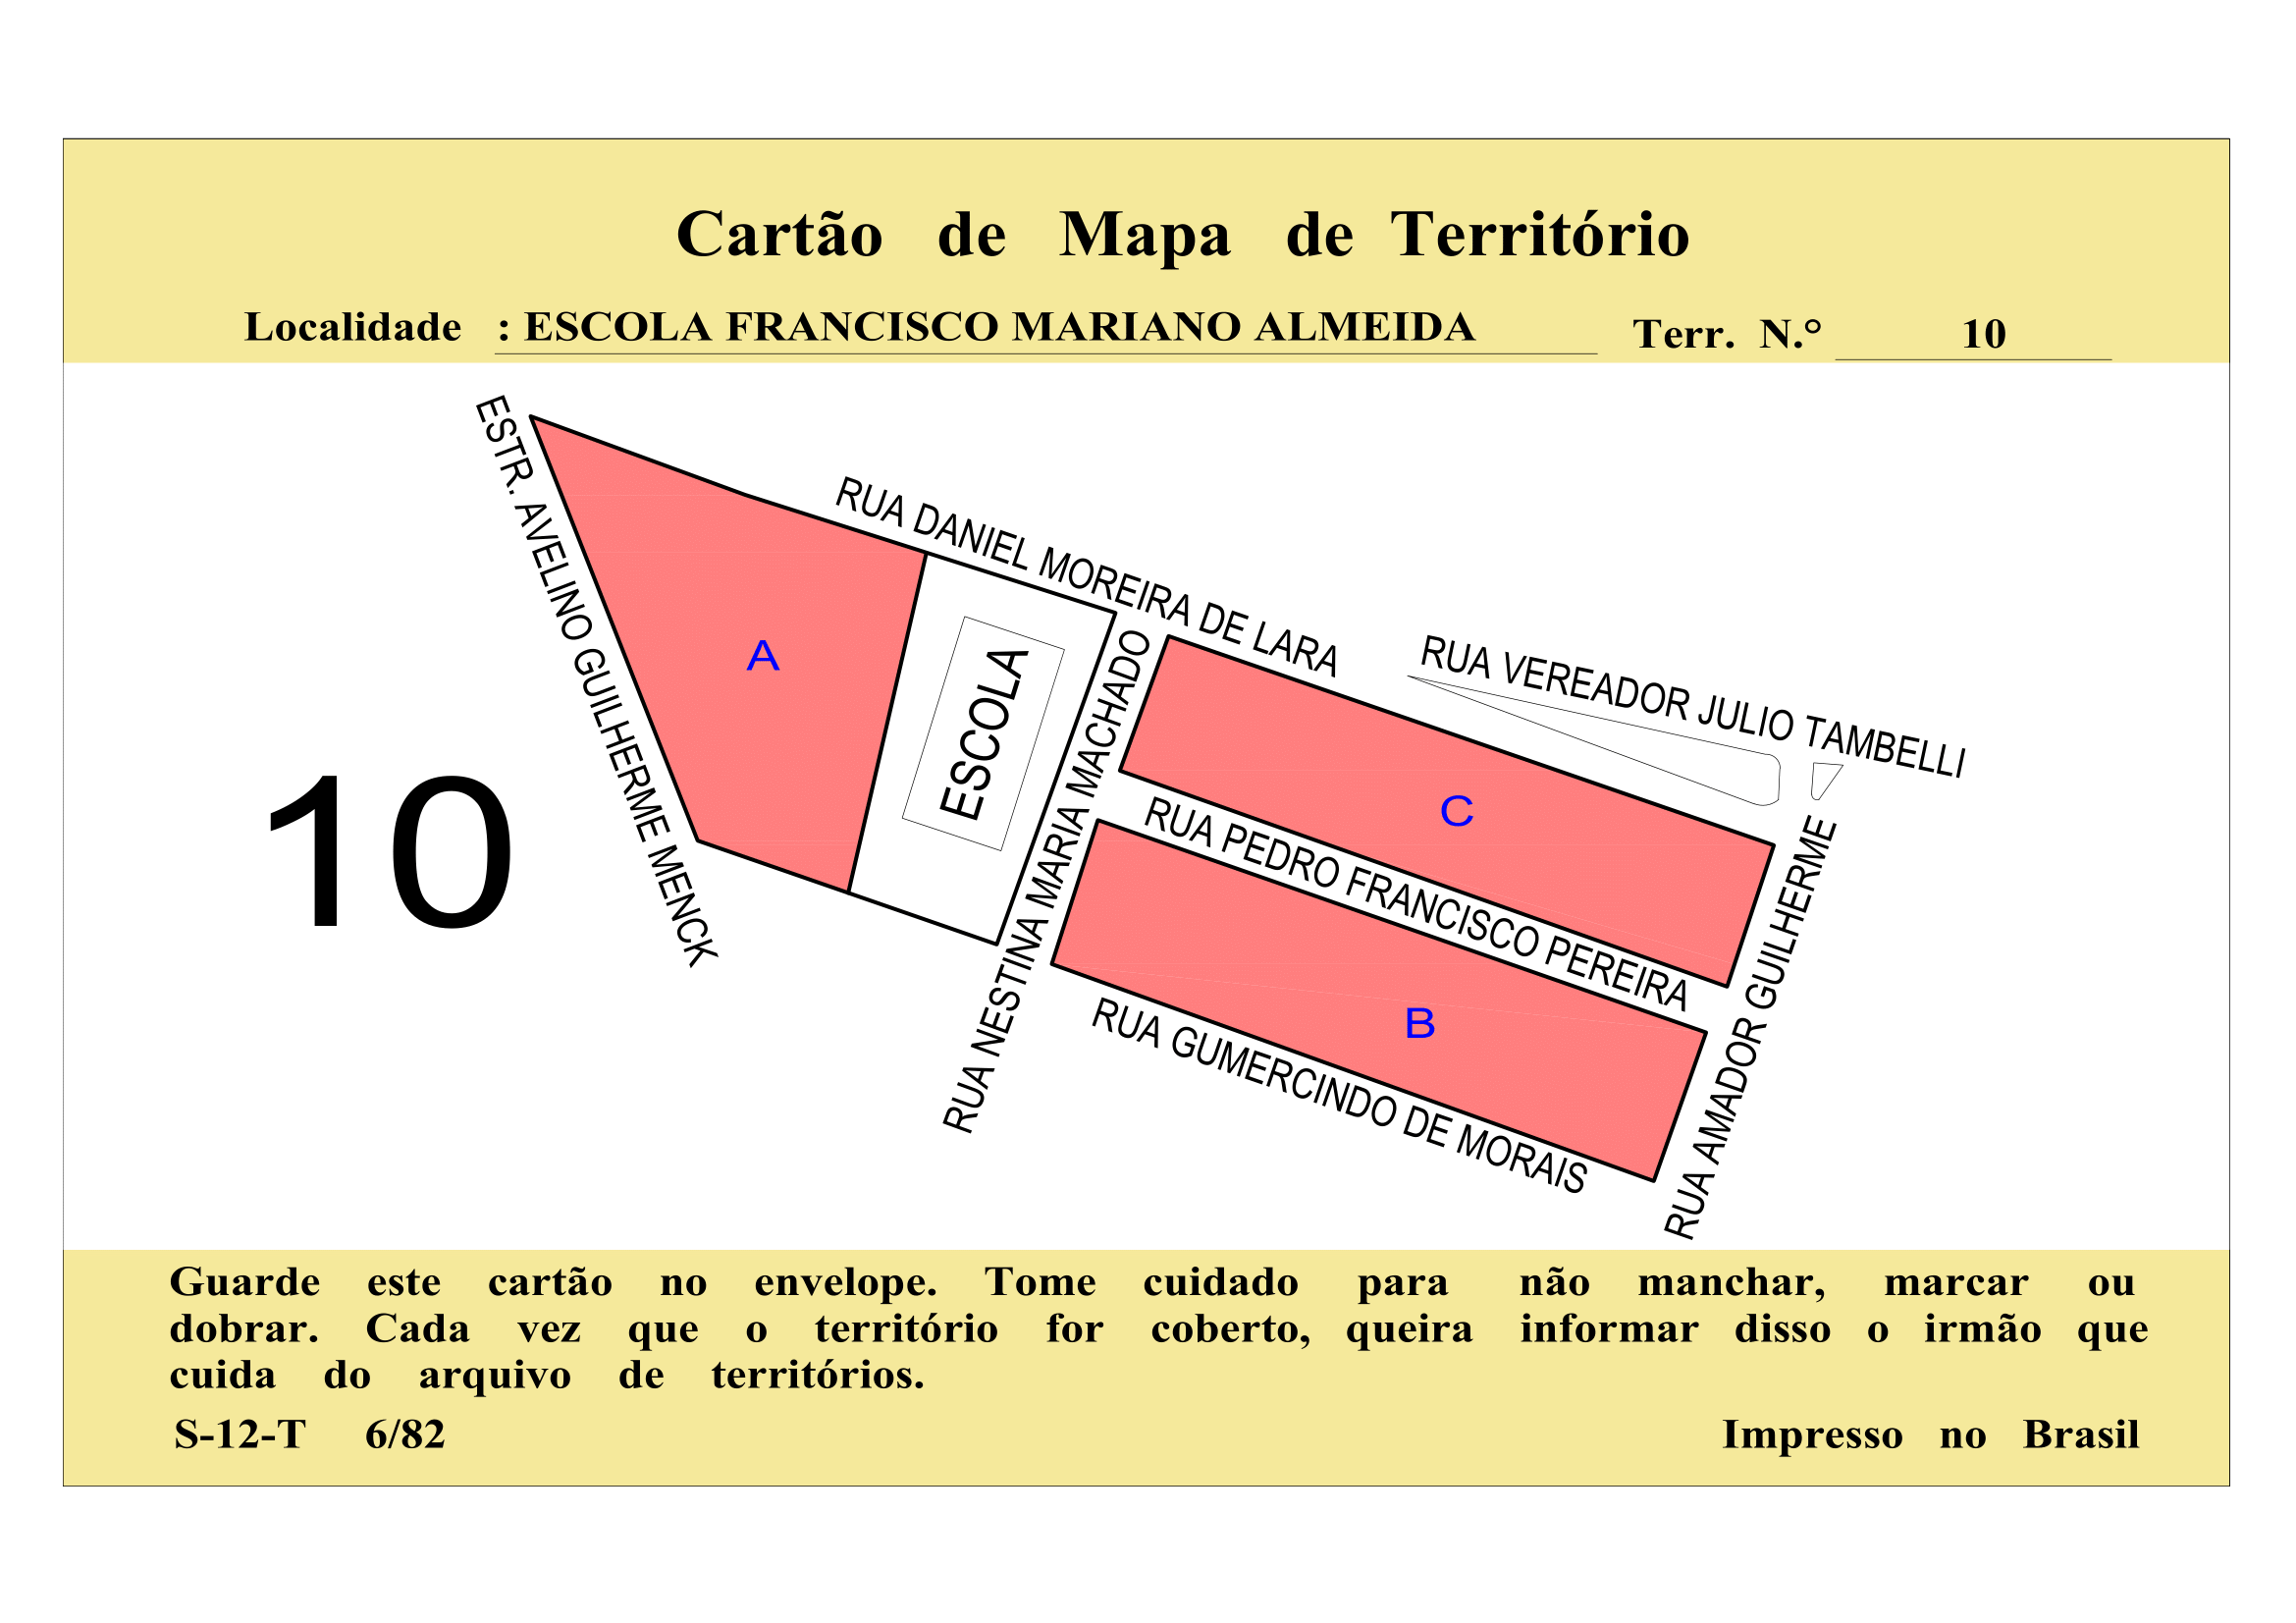 Cartão de Mapa de Território
Localidade : ESCOLA FRANCISCO MARIANO ALMEIDA Terr. N.° 10
ESTR. AVELINO GUILHERME MENCK
RUA DANIEL MOREIRA DE LARA
RUA VEREADOR JULIO TAMBELLI
A
ESCOLA
RUA NESTINA MARIA MACHADO
C
10
RUA PEDRO FRANCISCO PEREIRA
RUA AMADOR GUILHERME
B
RUA GUMERCINDO DE MORAIS
Guarde este cartão no envelope. Tome cuidado para não manchar, marcar ou
dobrar. Cada vez que o território for coberto, queira informar disso o irmão que
cuida do arquivo de territórios.
S-12-T 6/82 Impresso no Brasil